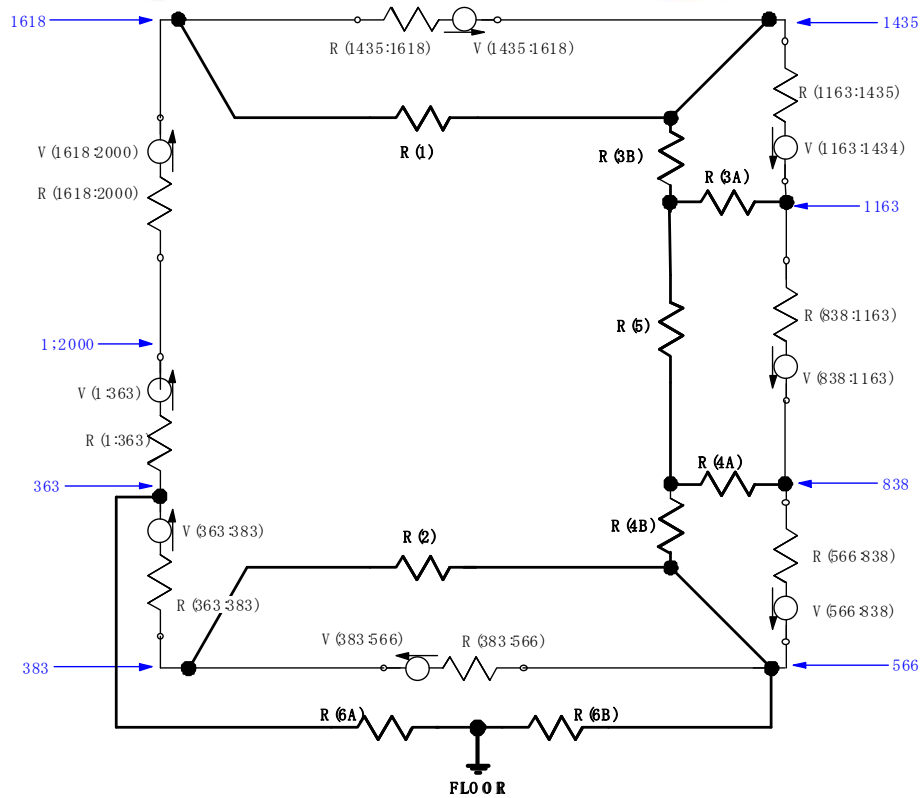 1618
1435
R(1435:1618)
V(1435:1618)
R(1163:1435)
V(1618:2000)
R(1)
R(3B)
V(1163:1434)
R(3A)
R(1618:2000)
1163
R(838:1163)
R(5)
1;2000
V(838:1163)
V(1:363)
R(1:363)
R(4A)
363
838
V(363:383)
R(4B)
R(2)
R(566:838)
R(363:383)
V(566:838)
V(383:566)
R(383:566)
383
566
R(6A)
R(6B)
FLOOR